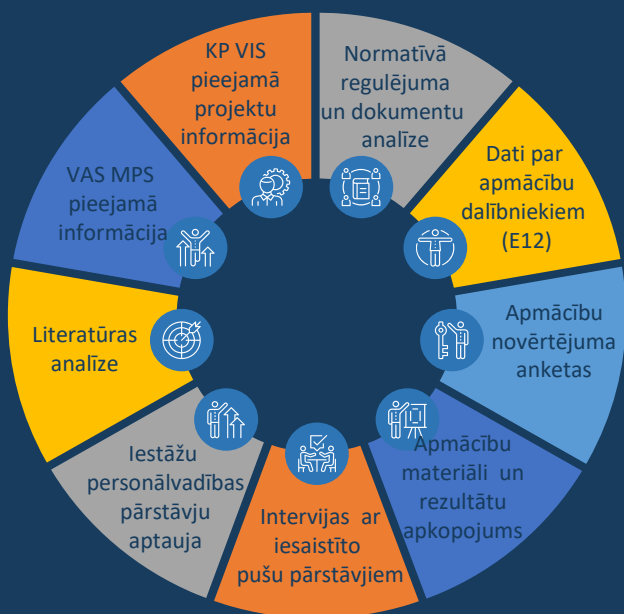 KP VIS
pieejamā
projektu
informācija
Normatīvā
regulējuma
un dokumentu
analīze
Dati par
apmācību
dalībniekiem
(E12)
Apmācību
novērtējuma
anketas
Apmācību
materiāli un
rezultātu
apkopojums
Intervijas ar
iesaistīto
pušu pārstāvjiem
Iestāžu
personālvadības
pārstāvju
aptauja
Literatūras
analīze
VAS MPS
pieejamā
informācija